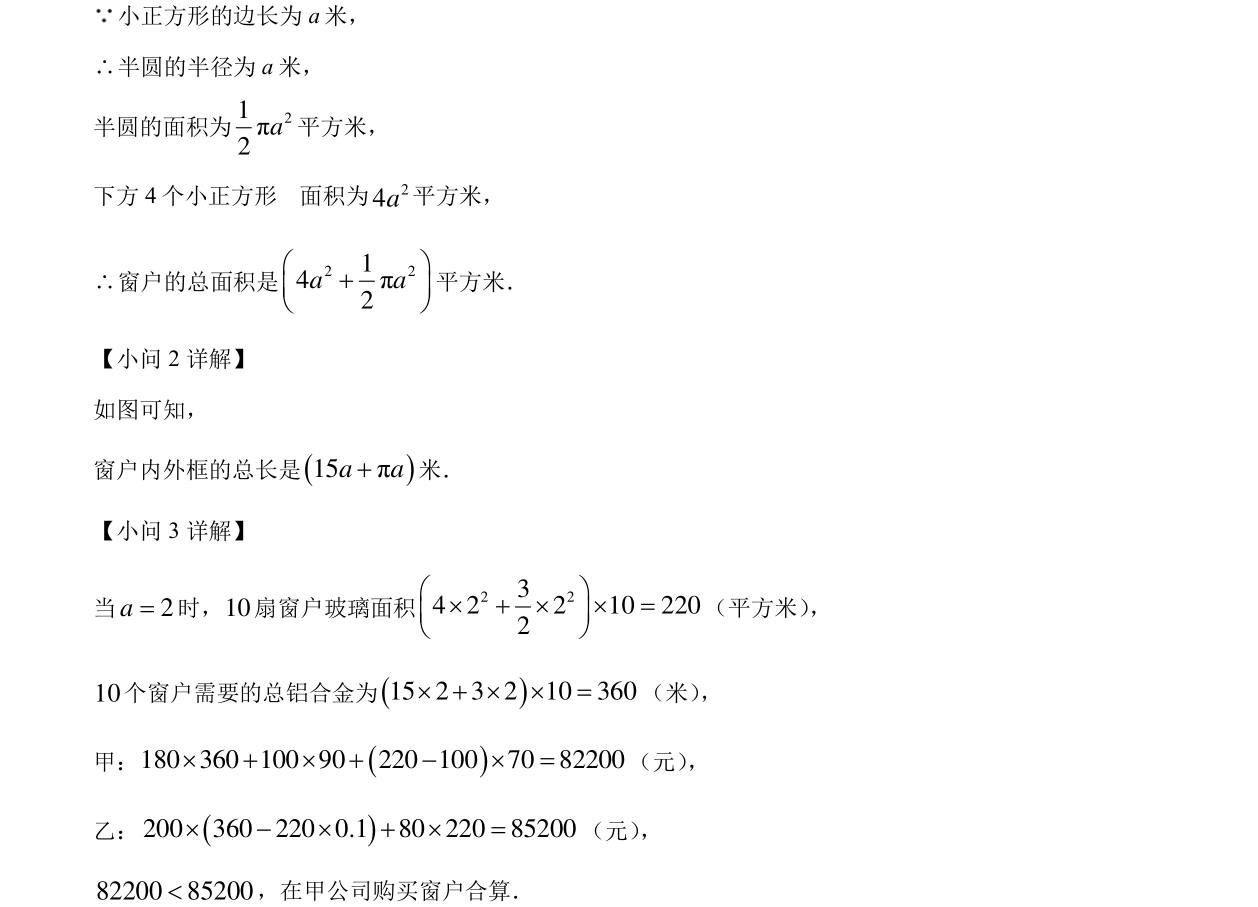 ∵小正方形的边长为 a 米，
∴半圆的半径为 a 米，
半圆的面积为 \frac{1}{2}πa² 平方米，
下方 4 个小正方形　面积为 4a² 平方米，
∴窗户的总面积是 (4a² + \frac{1}{2}πa²) 平方米．
【小问 2 详解】
如图可知，
窗户内外框的总长是 (15a + πa) 米．
【小问 3 详解】
当 a = 2 时，10 扇窗户玻璃面积 (4×2² + \frac{3}{2}×2²)×10 = 220（平方米），
10 个窗户需要的总铝合金为 (15×2+3×2)×10 = 360（米），
甲：180×360+100×90+(220−100)×70 = 82200（元），
乙：200×(360−220×0.1)+80×220 = 85200（元），
82200 < 85200，在甲公司购买窗户合算．